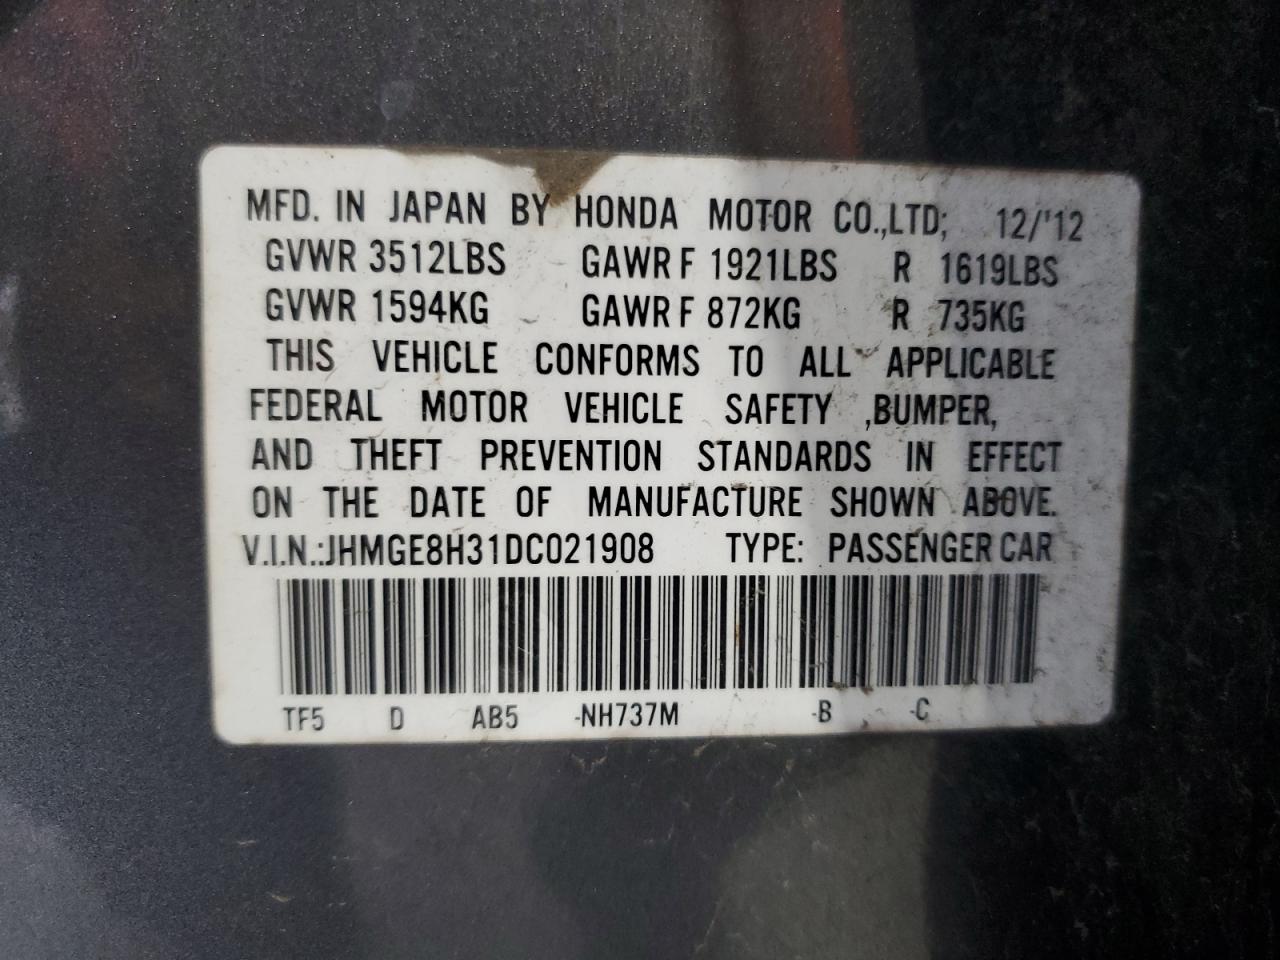 MFD. IN JAPAN BY HONDA MOTOR CO.,LTD; 12/'12
GVWR 3512LBS GAWR F 1921LBS R 1619LBS
GVWR 1594KG GAWR F 872KG R 735KG
THIS VEHICLE CONFORMS TO ALL APPLICABLE
FEDERAL MOTOR VEHICLE SAFETY ,BUMPER,
AND THEFT PREVENTION STANDARDS IN EFFECT
ON THE DATE OF MANUFACTURE SHOWN ABOVE.
V.I.N.:JHMGE8H31DC021908 TYPE: PASSENGER CAR
TF5 D AB5 -NH737M -B -C